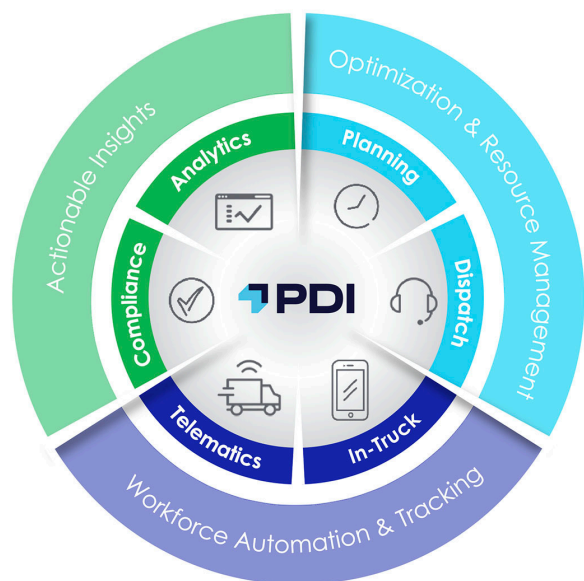 Actionable Insights
Optimization & Resource Management
Workforce Automation & Tracking
Analytics
Planning
Dispatch
In-Truck
Telematics
Compliance
PDI